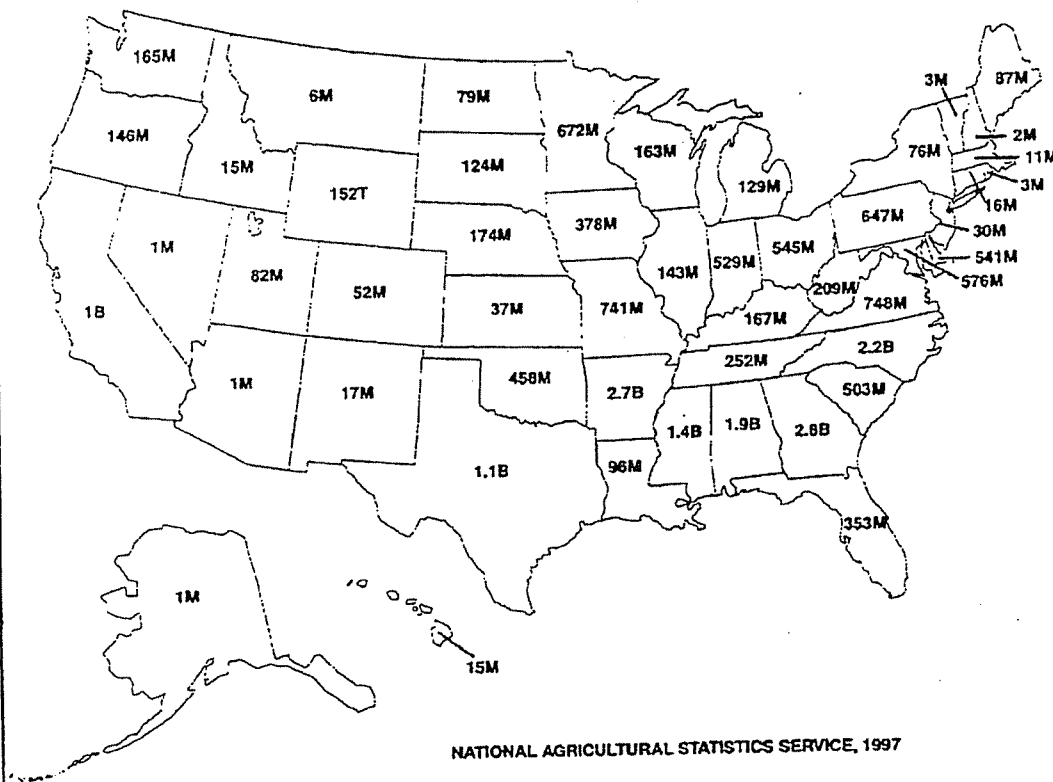 165M
6M
79M
672M
3M
87M
146M
15M
152T
124M
163M
129M
76M
2M
11M
3M
16M
1M
82M
174M
378M
143M
529M
545M
647M
30M
541M
576M
1B
52M
37M
741M
209M
748M
167M
1M
17M
458M
2.7B
252M
2.2B
503M
1.1B
96M
1.4B
1.9B
2.8B
353M
1M
15M
NATIONAL AGRICULTURAL STATISTICS SERVICE, 1997